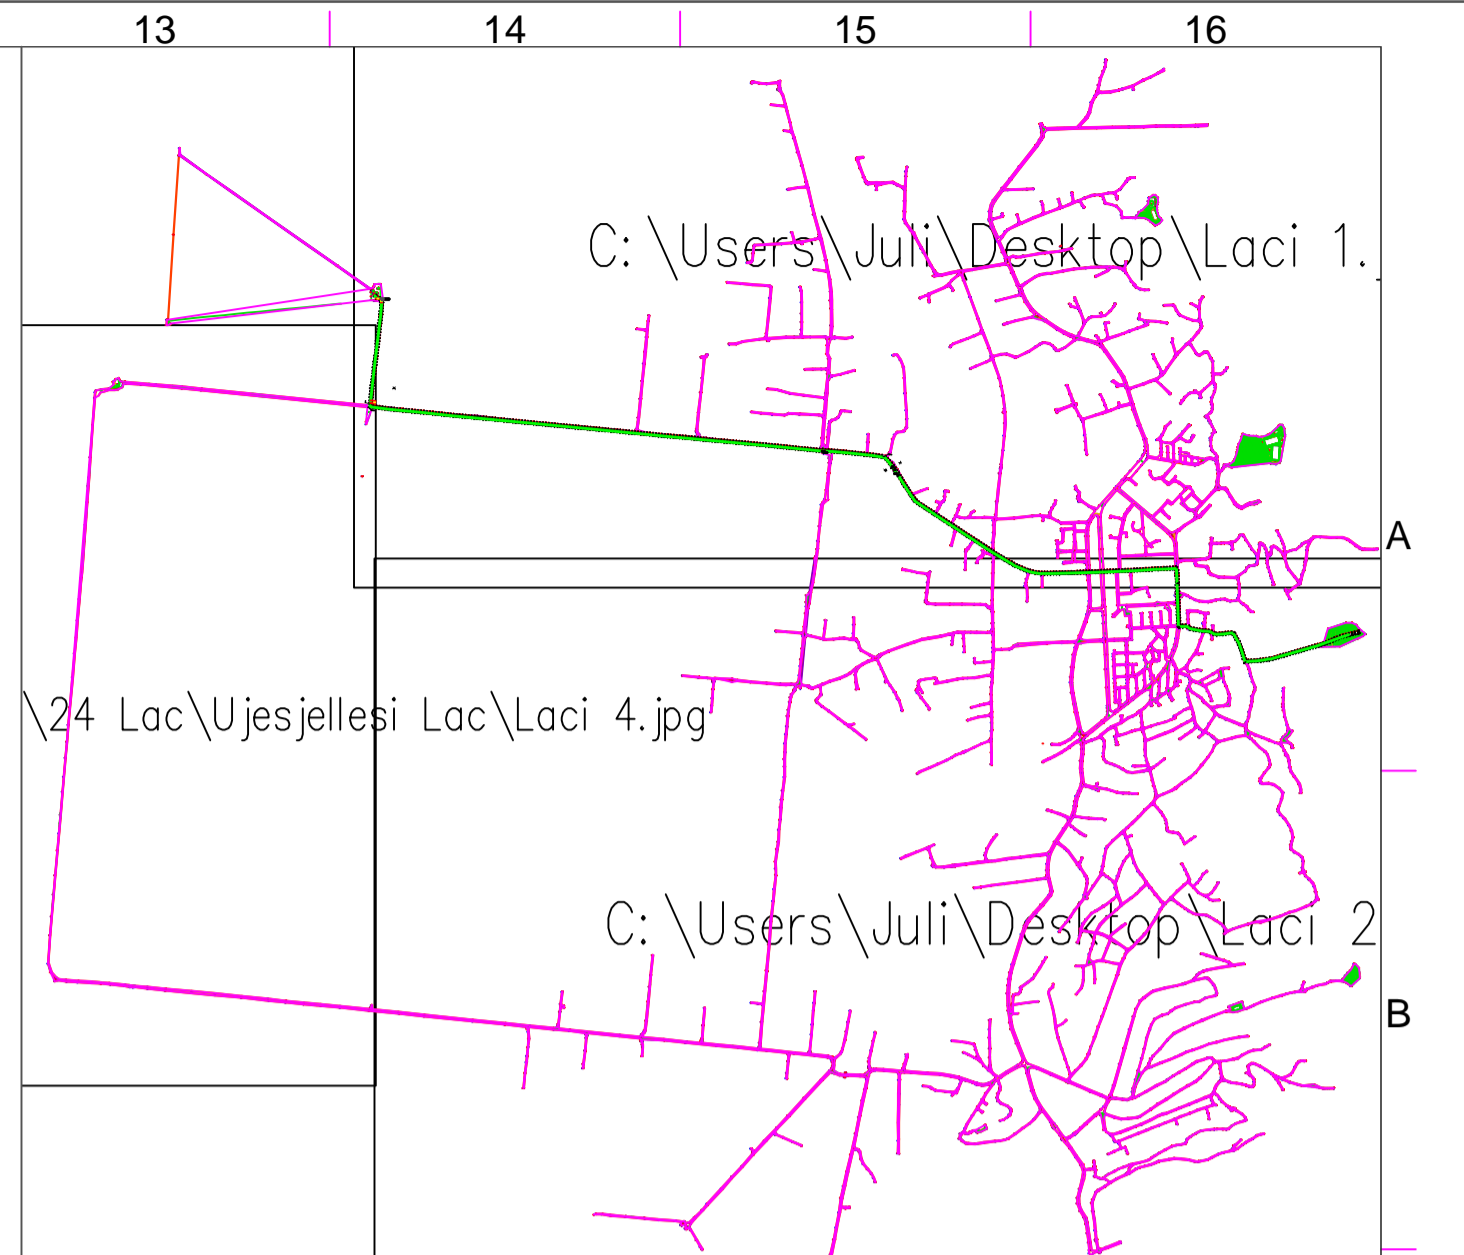 13 14 15 16
C:\Users\Juli\Desktop\Laci 1.
A
\24 Lac\Ujesjellesi Lac\Laci 4.jpg
C:\Users\Juli\Desktop\Laci 2
B